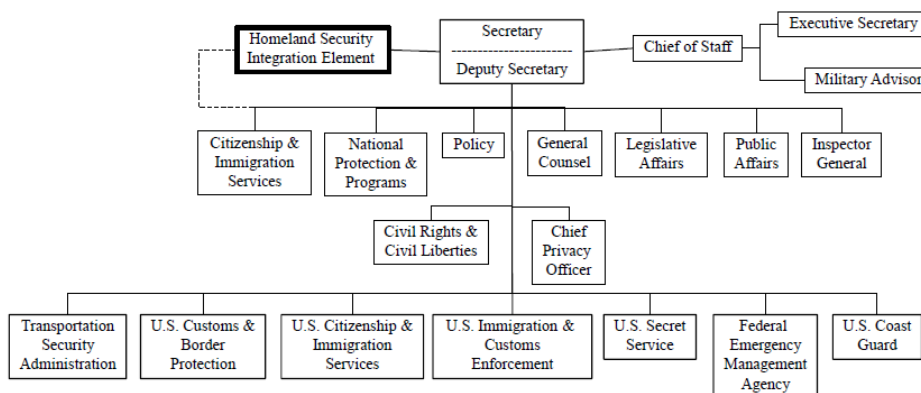 Homeland Security
Integration Element
Secretary
Deputy Secretary
Chief of Staff
Executive Secretary
Military Advisor
Citizenship &
Immigration
Services
National
Protection &
Programs
Policy
General
Counsel
Legislative
Affairs
Public
Affairs
Inspector
General
Civil Rights &
Civil Liberties
Chief
Privacy
Officer
Transportation
Security
Administration
U.S. Customs &
Border
Protection
U.S. Citizenship &
Immigration
Services
U.S. Immigration &
Customs
Enforcement
U.S. Secret
Service
Federal
Emergency
Management
Agency
U.S. Coast
Guard